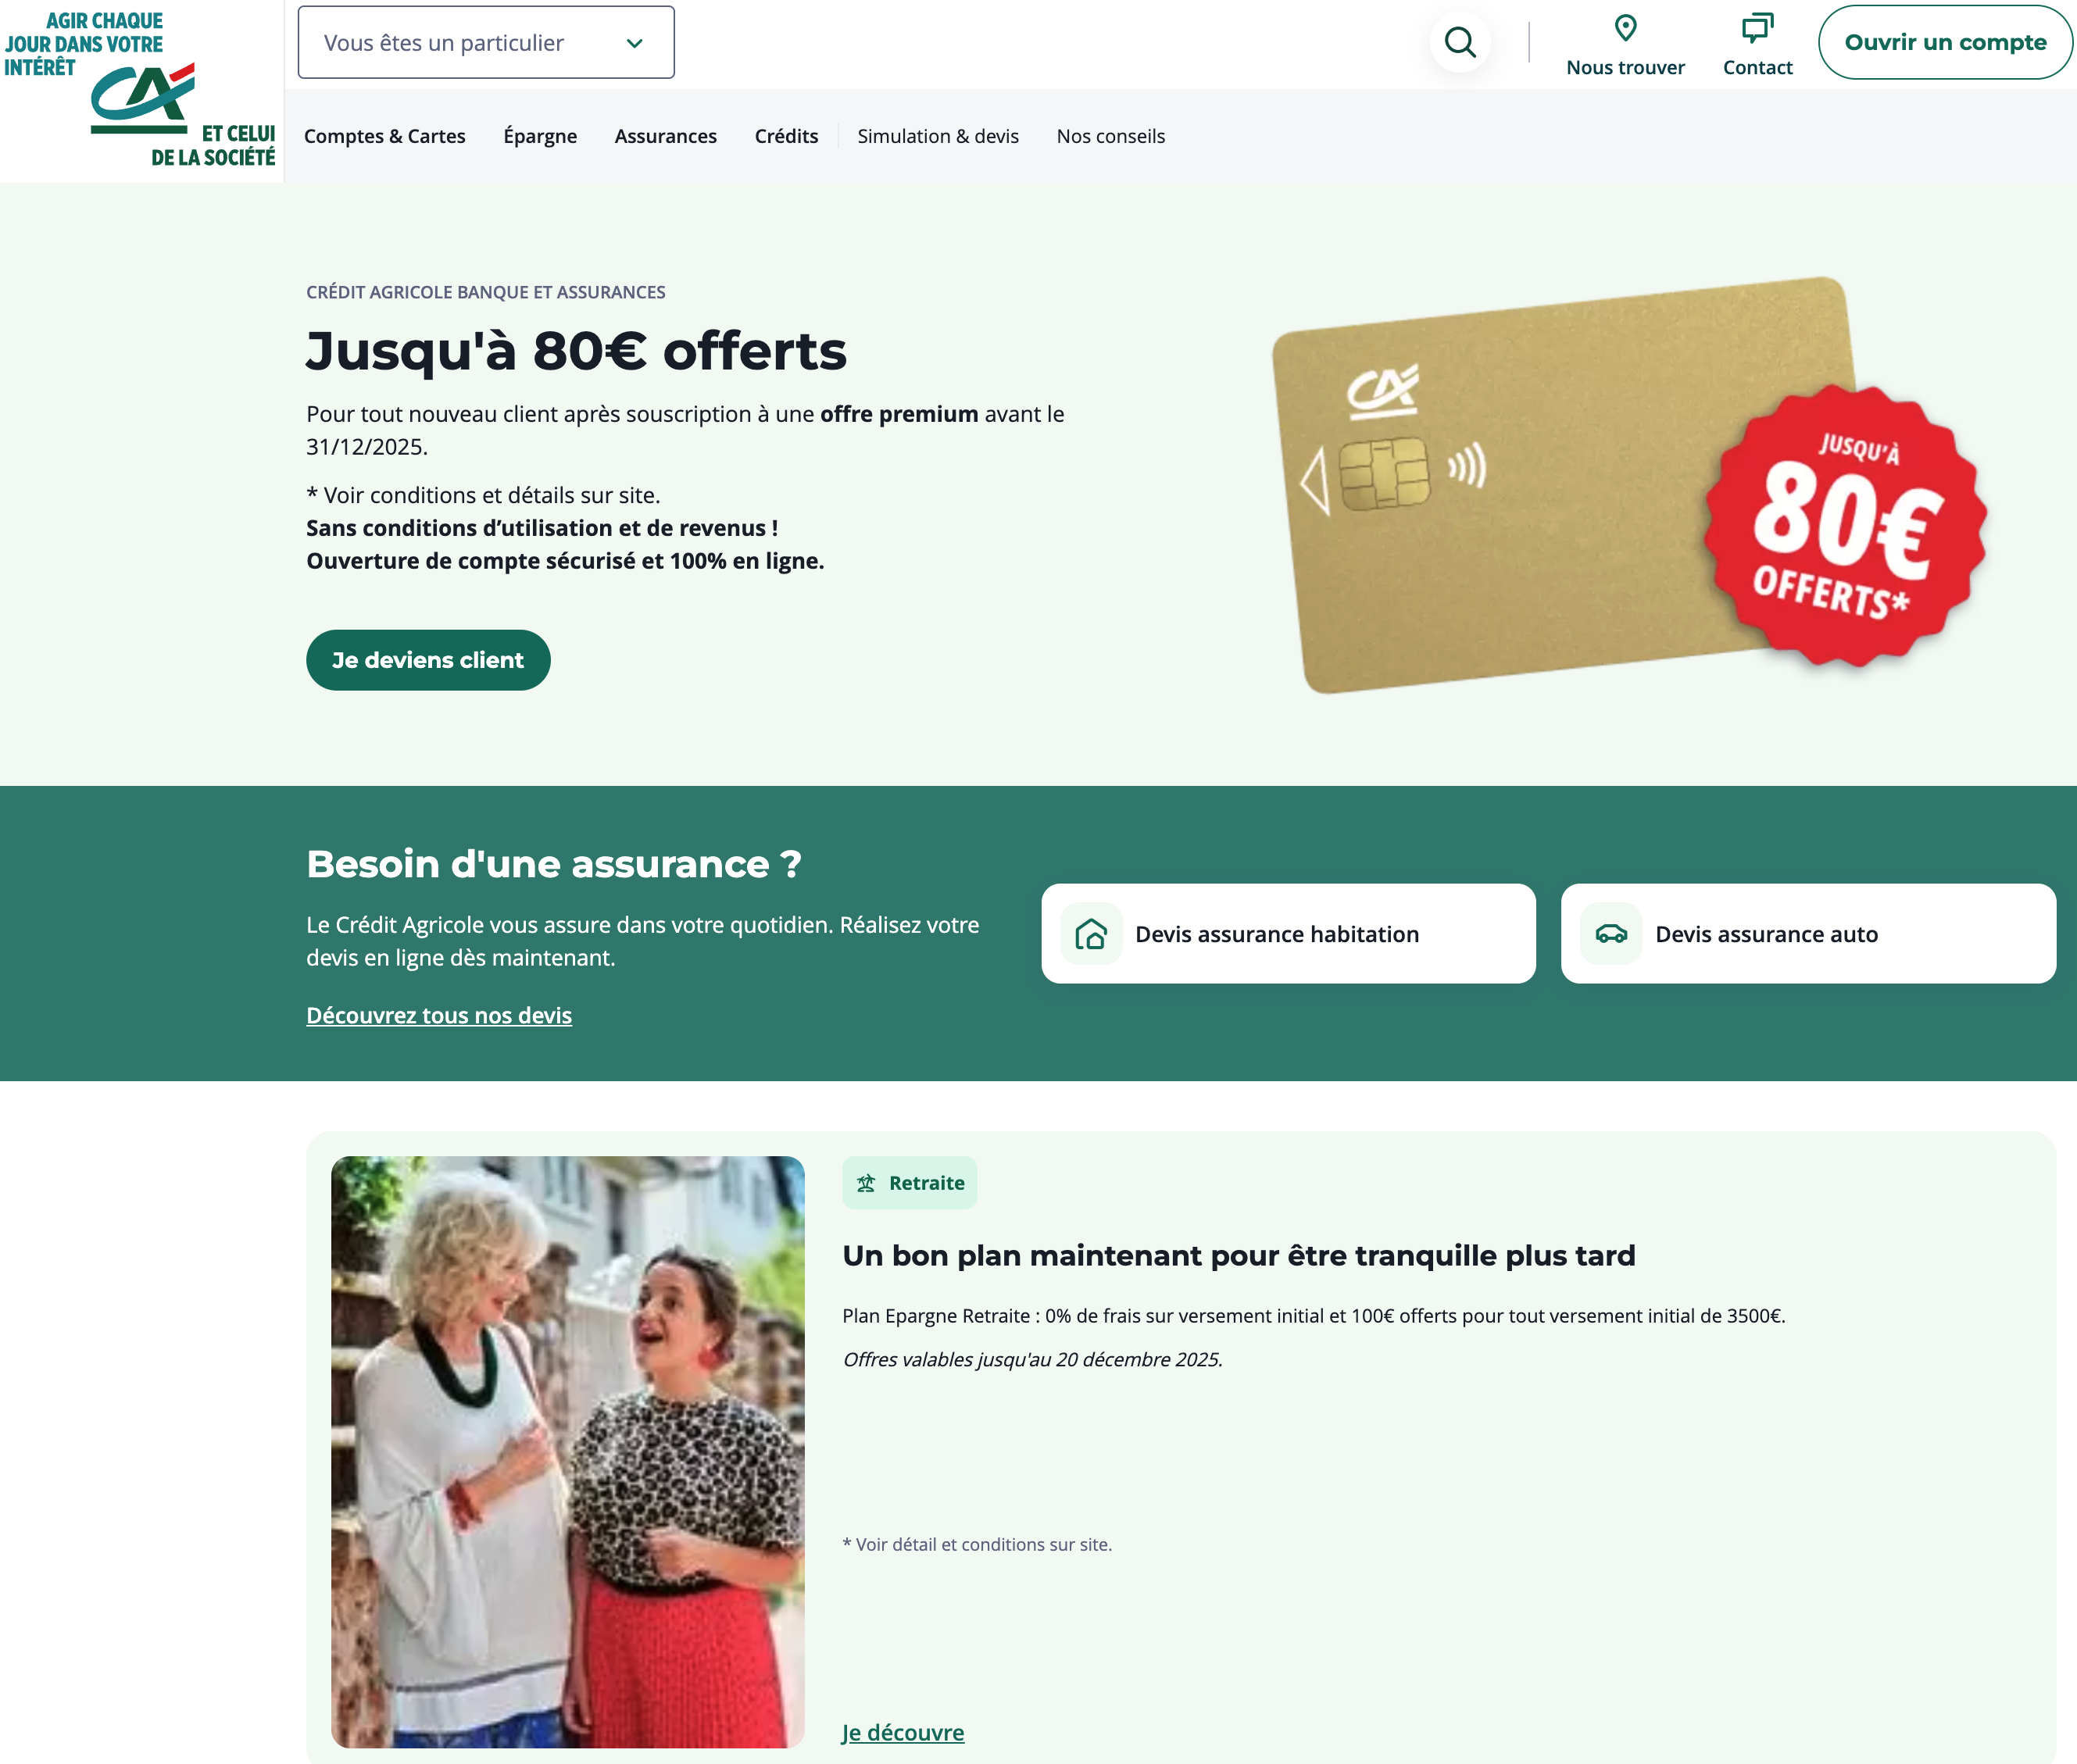 AGIR CHAQUE
JOUR DANS VOTRE
INTÉRÊT
CA
ET CELUI
DE LA SOCIÉTÉ
Vous êtes un particulier
Nous trouver
Contact
Ouvrir un compte
Comptes & Cartes
Épargne
Assurances
Crédits
Simulation & devis
Nos conseils
CRÉDIT AGRICOLE BANQUE ET ASSURANCES
Jusqu'à 80€ offerts
Pour tout nouveau client après souscription à une offre premium avant le
31/12/2025.
* Voir conditions et détails sur site.
Sans conditions d’utilisation et de revenus !
Ouverture de compte sécurisé et 100% en ligne.
Je deviens client
CA
JUSQU'À
80€
OFFERTS*
Besoin d'une assurance ?
Le Crédit Agricole vous assure dans votre quotidien. Réalisez votre
devis en ligne dès maintenant.
Découvrez tous nos devis
Devis assurance habitation
Devis assurance auto
Retraite
Un bon plan maintenant pour être tranquille plus tard
Plan Epargne Retraite : 0% de frais sur versement initial et 100€ offerts pour tout versement initial de 3500€.
Offres valables jusqu'au 20 décembre 2025.
* Voir détail et conditions sur site.
Je découvre